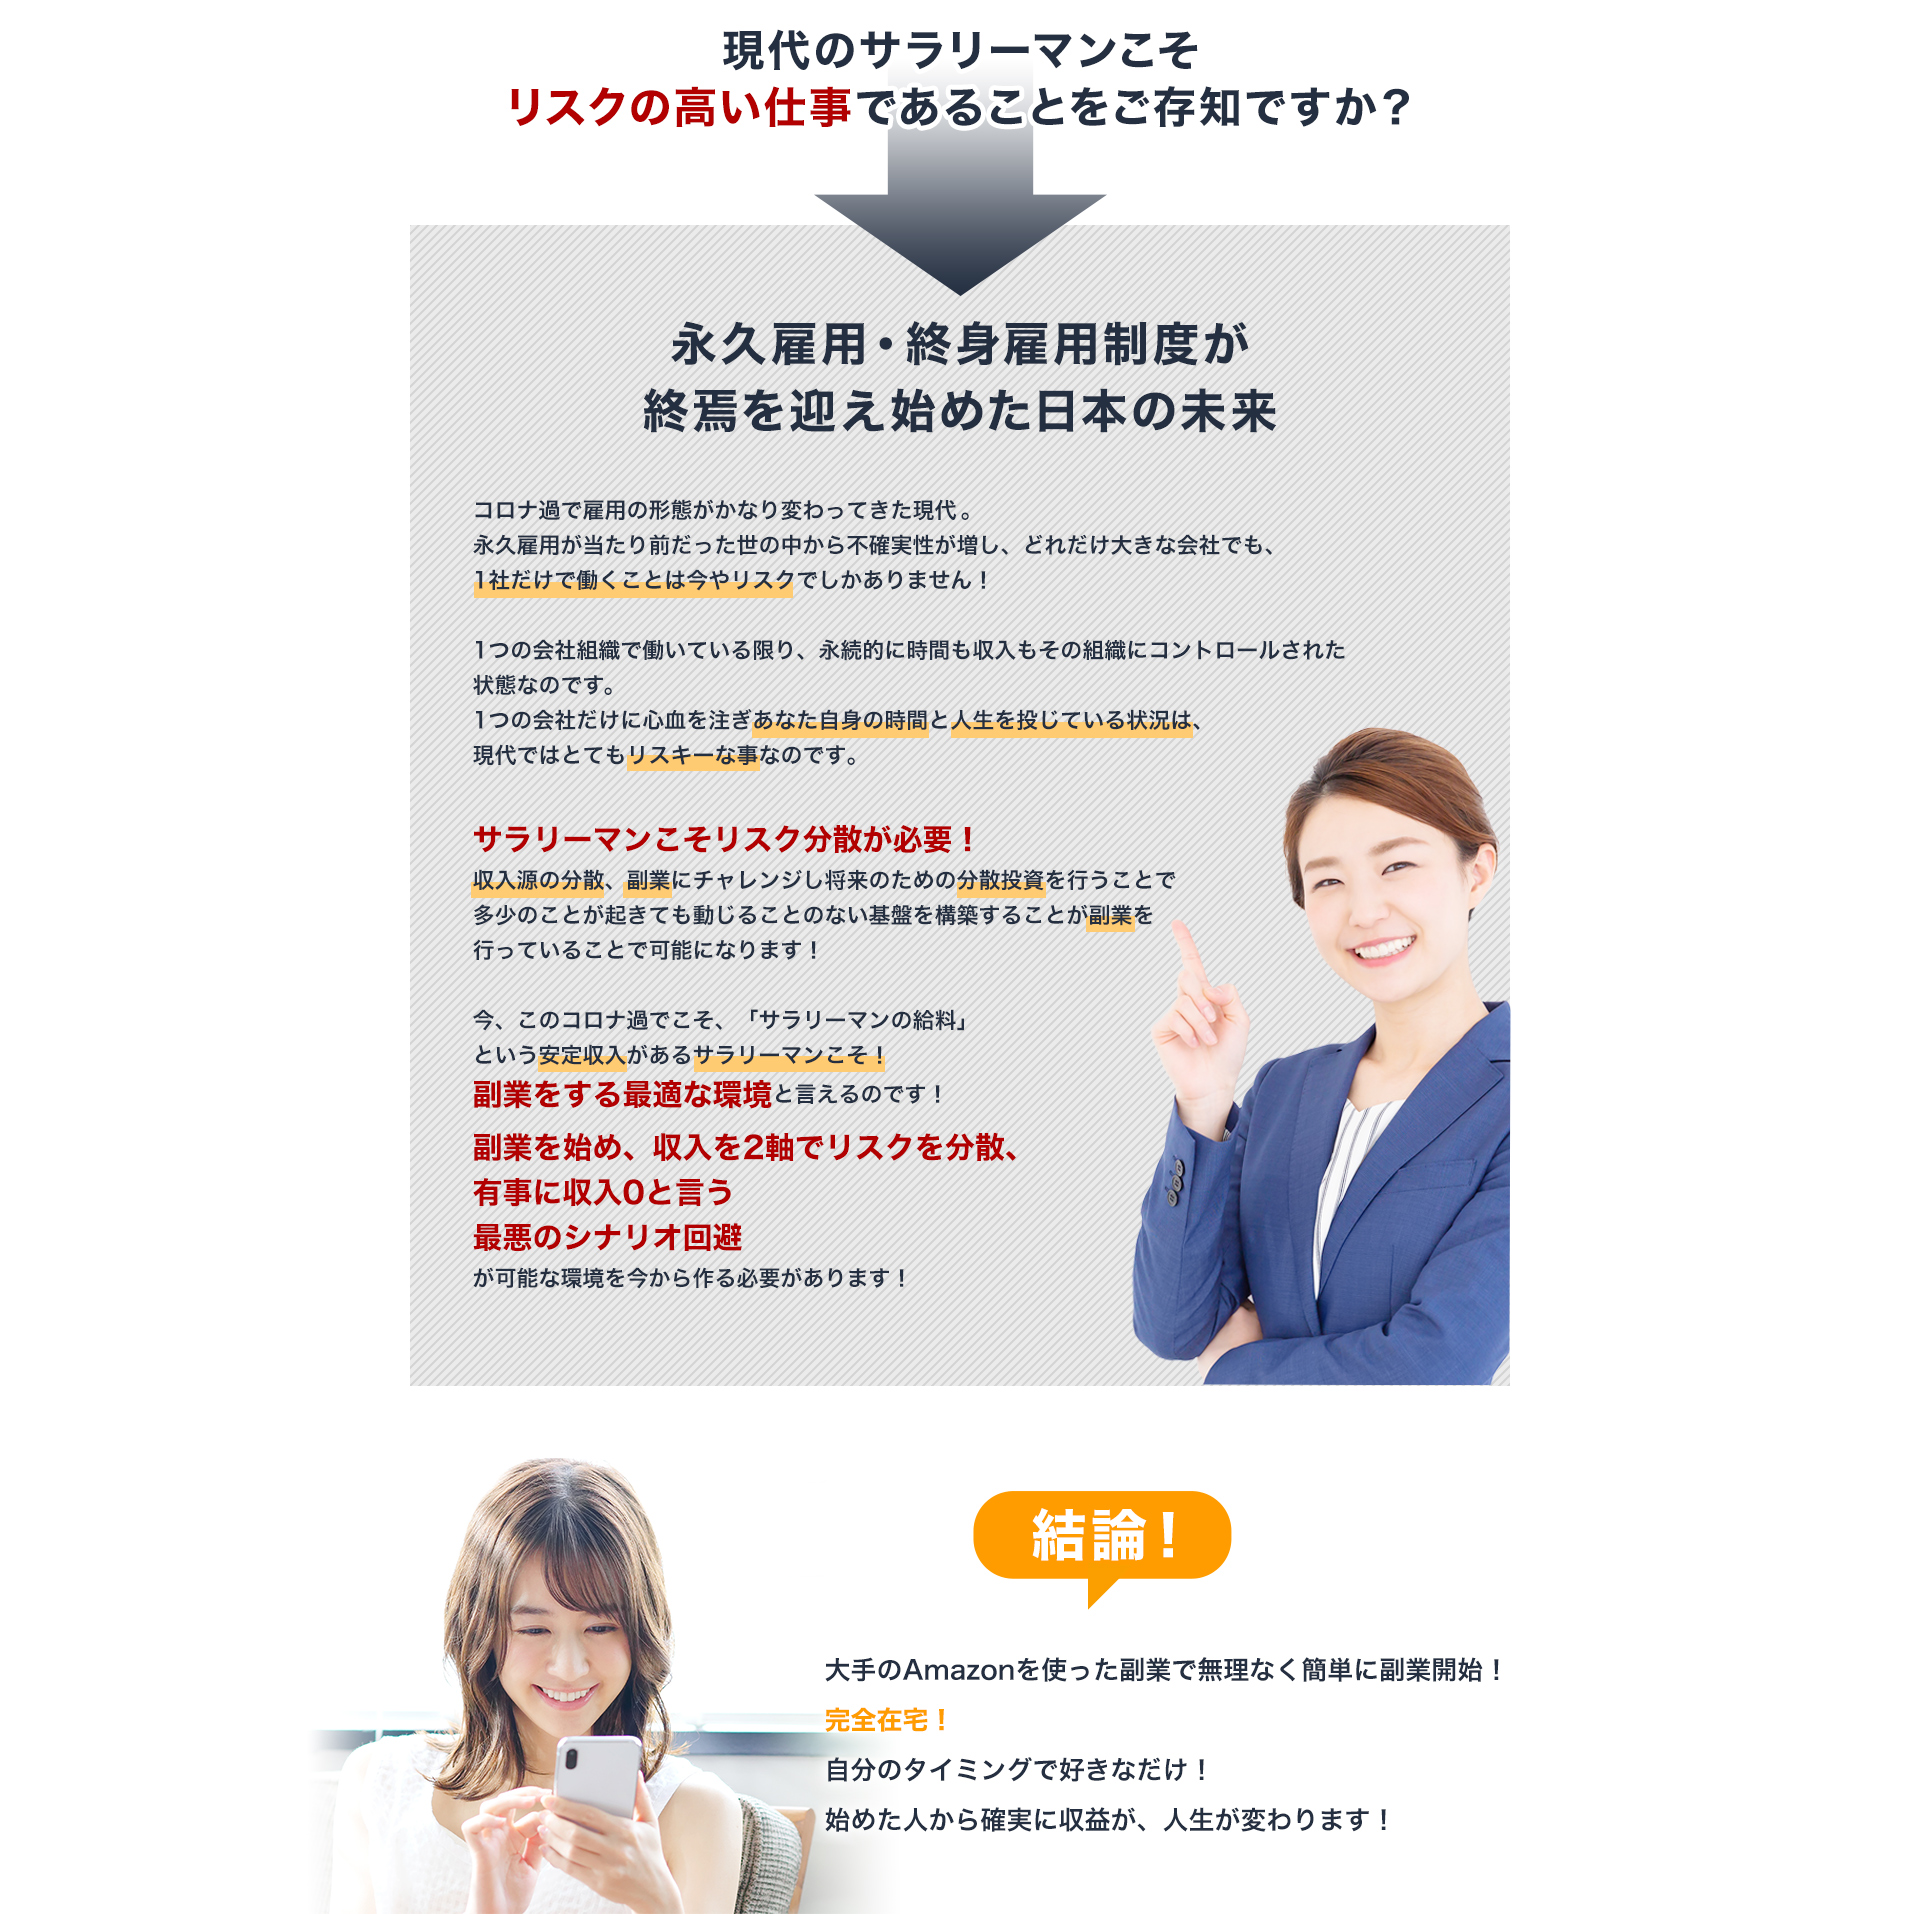 現代のサラリーマンこそ
リスクの高い仕事であることをご存知ですか？
永久雇用・終身雇用制度が
終焉を迎え始めた日本の未来
コロナ過で雇用の形態がかなり変わってきた現代。
永久雇用が当たり前だった世の中から不確実性が増し、どれだけ大きな会社でも、
1社だけで働くことは今やリスクでしかありません！
1つの会社組織で働いている限り、永続的に時間も収入もその組織にコントロールされた
状態なのです。
1つの会社だけに心血を注ぎあなた自身の時間と人生を投じている状況は、
現代ではとてもリスキーな事なのです。
サラリーマンこそリスク分散が必要！
収入源の分散、副業にチャレンジし将来のための分散投資を行うことで
多少のことが起きても動じることのない基盤を構築することが副業を
行っていることで可能になります！
今、このコロナ過でこそ、「サラリーマンの給料」
という安定収入があるサラリーマンこそ！
副業をする最適な環境と言えるのです！
副業を始め、収入を2軸でリスクを分散、
有事に収入0と言う
最悪のシナリオ回避
が可能な環境を今から作る必要があります！
結論！
大手のAmazonを使った副業で無理なく簡単に副業開始！
完全在宅！
自分のタイミングで好きなだけ！
始めた人から確実に収益が、人生が変わります！